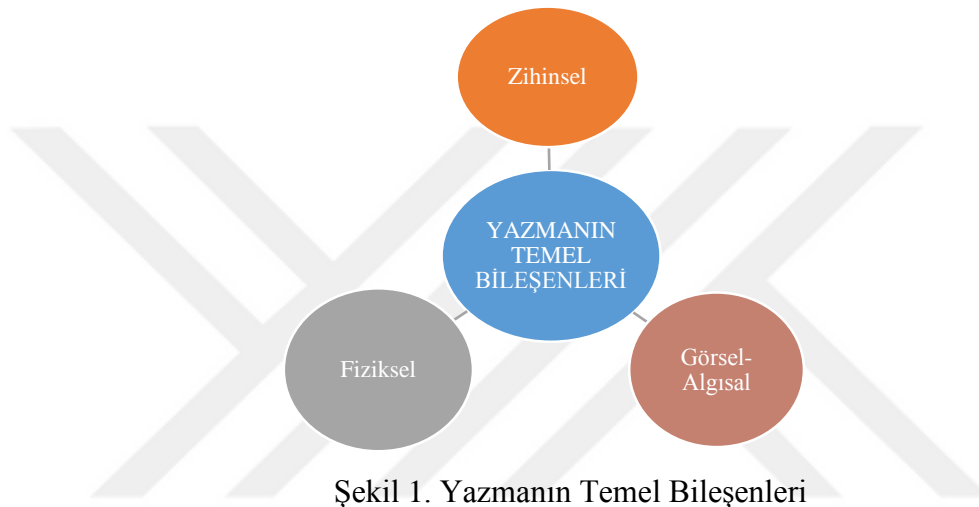 Zihinsel
YAZMANIN
TEMEL
BİLEŞENLERİ
Fiziksel
Görsel-
Algısal
Şekil 1. Yazmanın Temel Bileşenleri